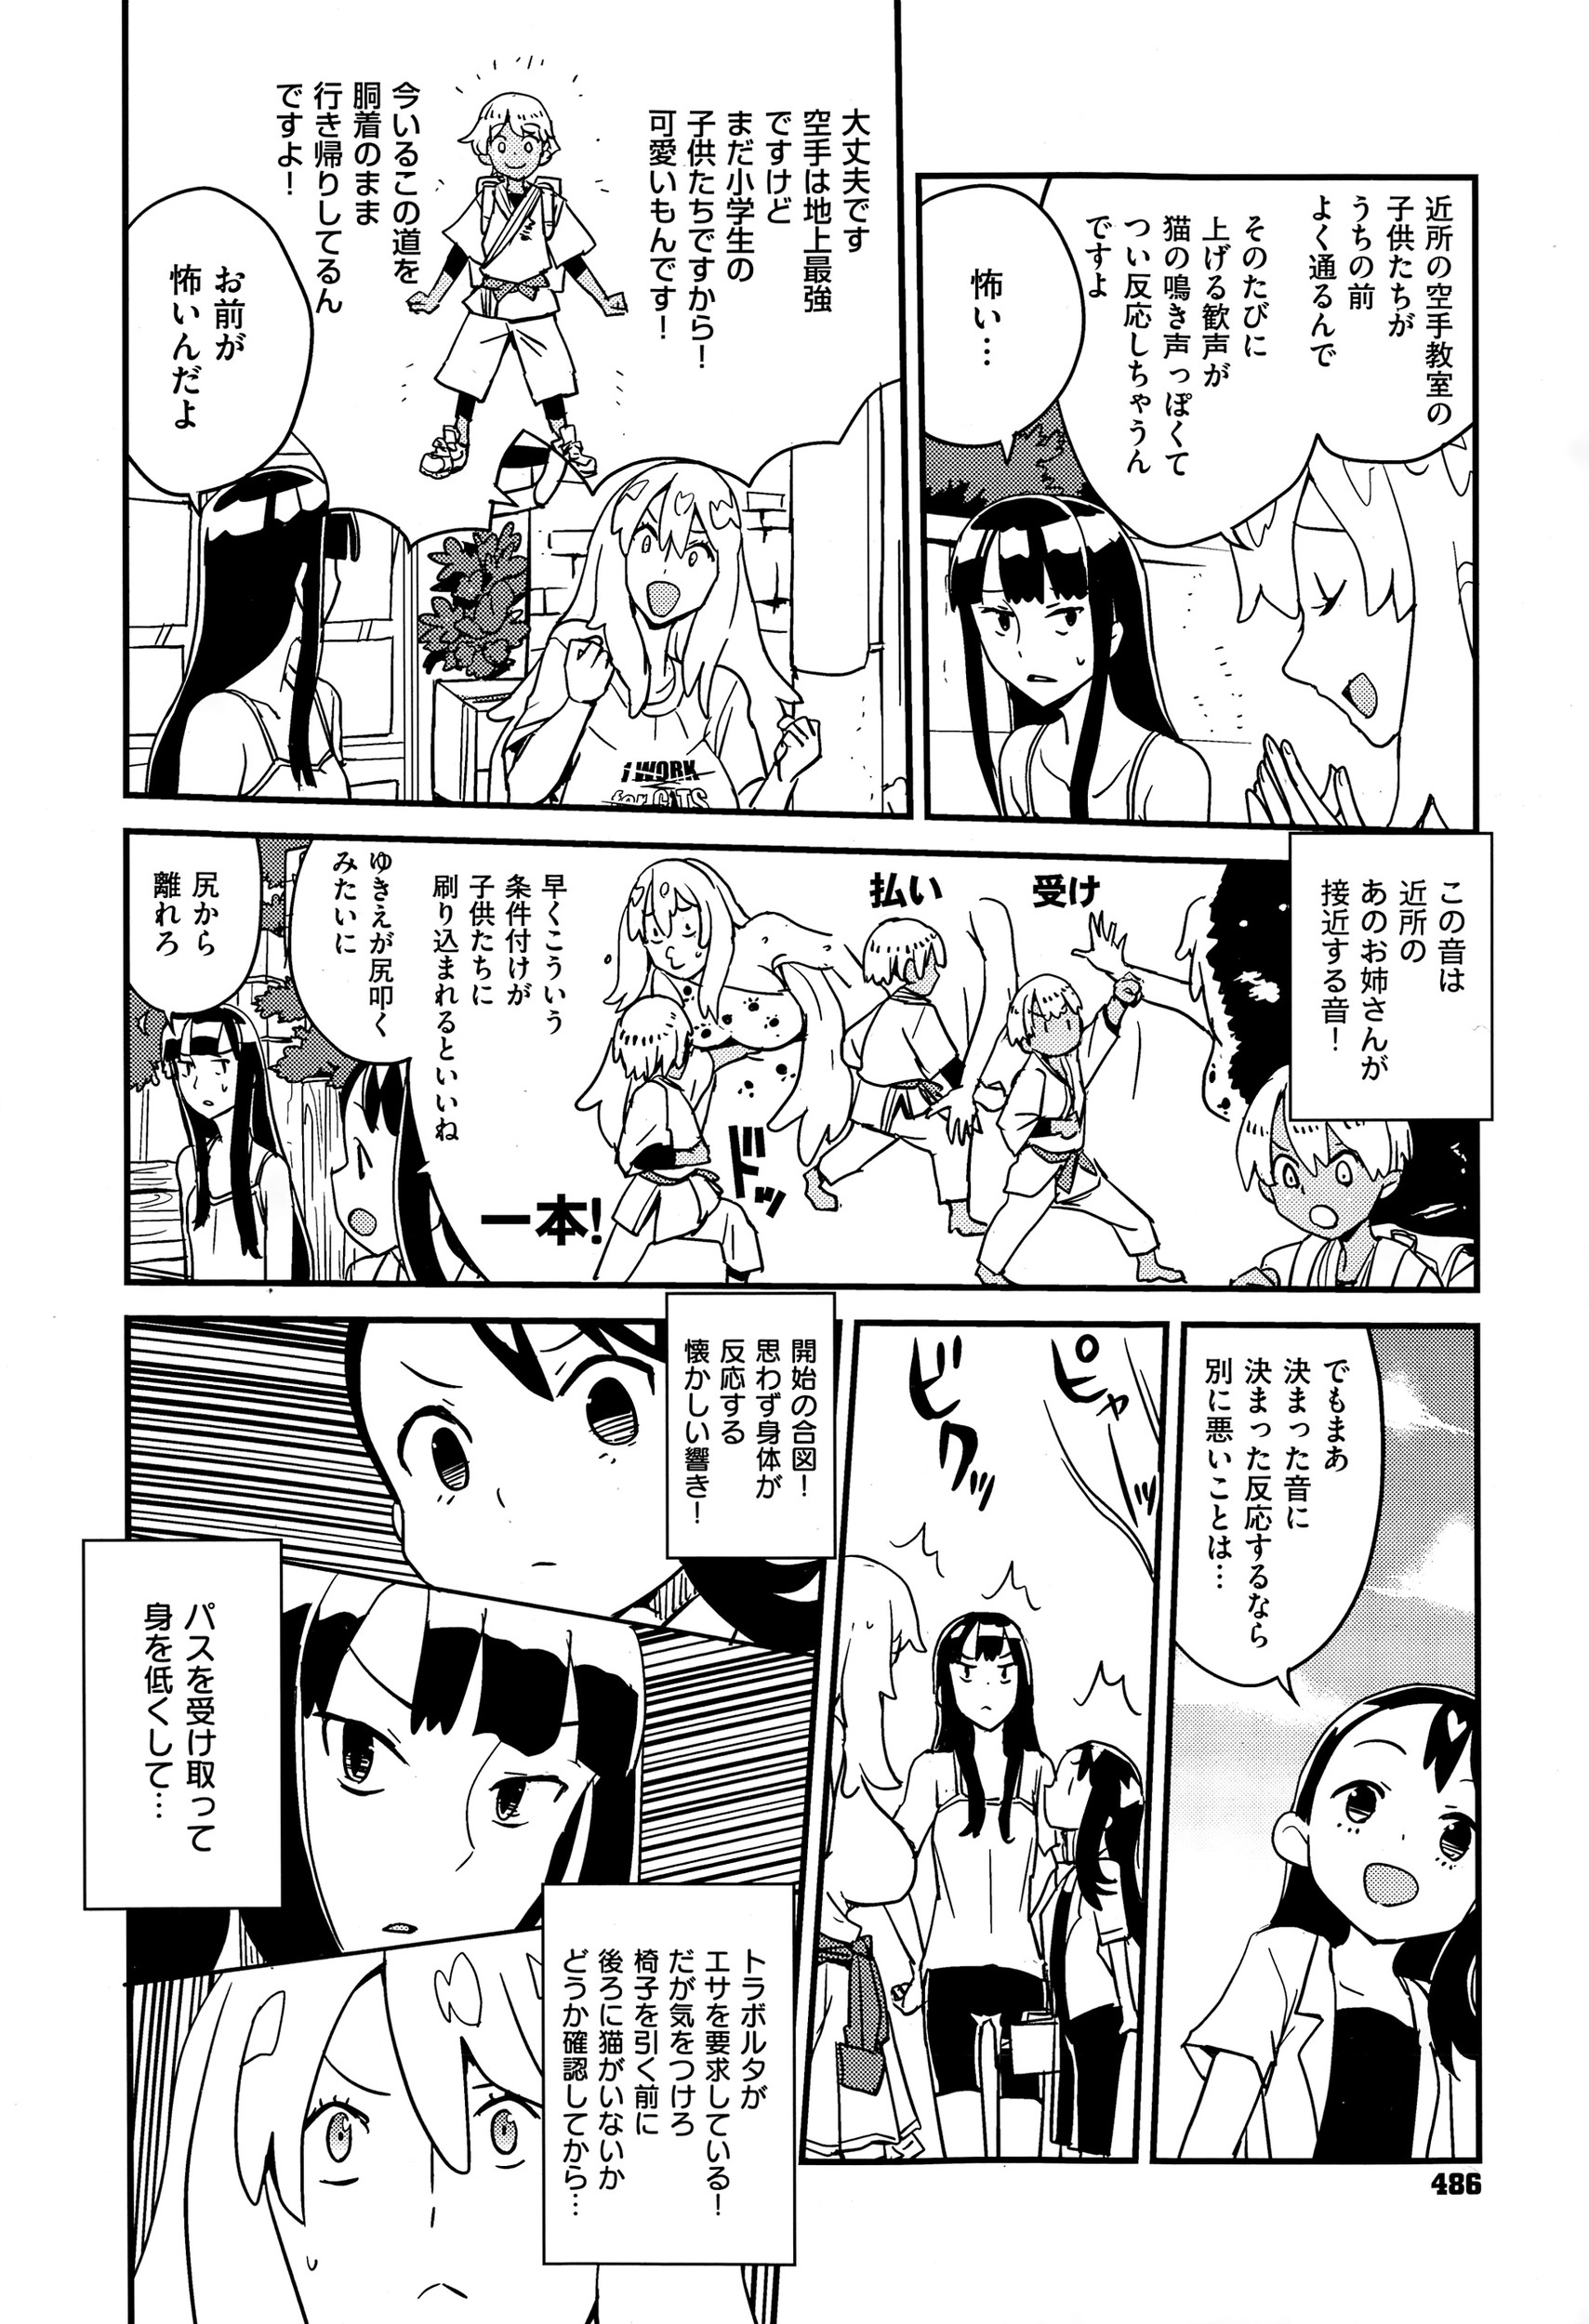 近所の空手教室の
子供たちが
うちの前
よく通るんで
そのたびに
上げる歓声が
猫の鳴き声っぽくて
つい反応しちゃうん
ですよ
怖い…
大丈夫です
空手は地上最強
ですけど
まだ小学生の
子供たちですから！
可愛いもんです！
今いるこの道を
胴着のまま
行き帰りしてるん
ですよ！
お前が
怖いんだよ
I WORK
for CATS
この音は
近所の
あのお姉さんが
接近する音！
受け
払い
ドドッ
一本！
早くこういう
条件付けが
子供たちに
刷り込まれるといいね
ゆきえが尻叩く
みたいに
尻から
離れろ
でもまあ
決まった音に
決まった反応するなら
別に悪いことは…
ピャッ
ビクッ
開始の合図！
思わず身体が
反応する
懐かしい響き！
パスを受け取って
身を低くして…
トラボルタが
エサを要求している！
だが気をつけろ
椅子を引く前に
後ろに猫がいないか
どうか確認してから…
486